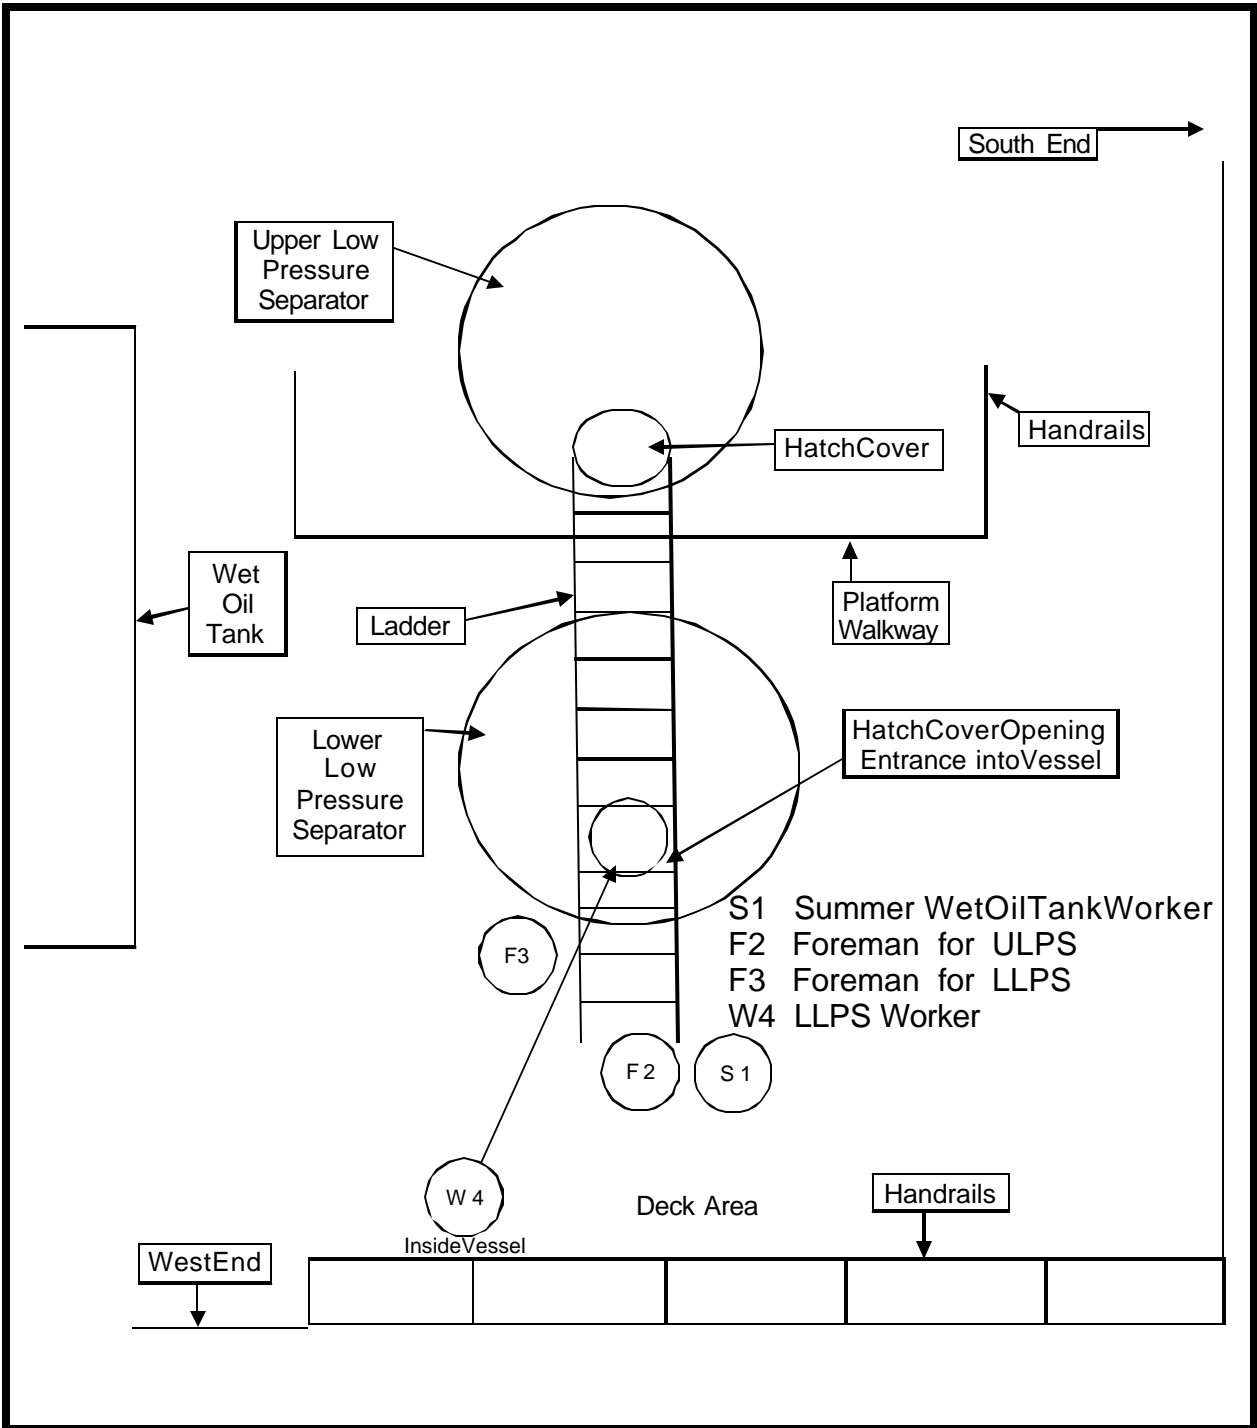 South End
Upper Low
Pressure
Separator
HatchCover
Handrails
Wet
Oil
Tank
Ladder
Platform
Walkway
Lower
Low
Pressure
Separator
HatchCoverOpening
Entrance intoVessel
S1 Summer WetOilTankWorker
F2 Foreman for ULPS
F3 Foreman for LLPS
W4 LLPS Worker
F3
F 2
S 1
W 4
InsideVessel
Deck Area
Handrails
WestEnd